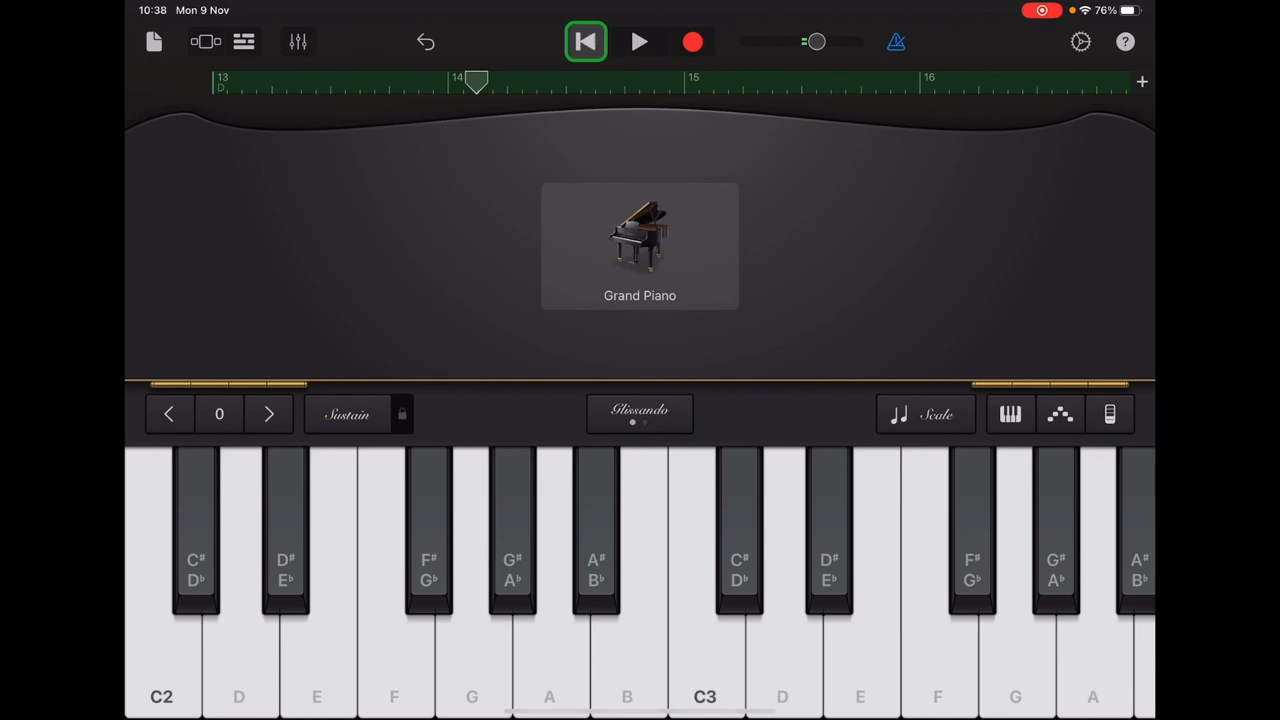 10:38 Mon 9 Nov
76%
?
13 14 15 16
D
+
Grand Piano
0 Sustain Glissando Scale
C♯ D♯ F♯ G♯ A♯ C♯ D♯ F♯ G♯ A♯
D♭ E♭ G♭ A♭ B♭ D♭ E♭ G♭ A♭ B♭
C2 D E F G A B C3 D E F G A